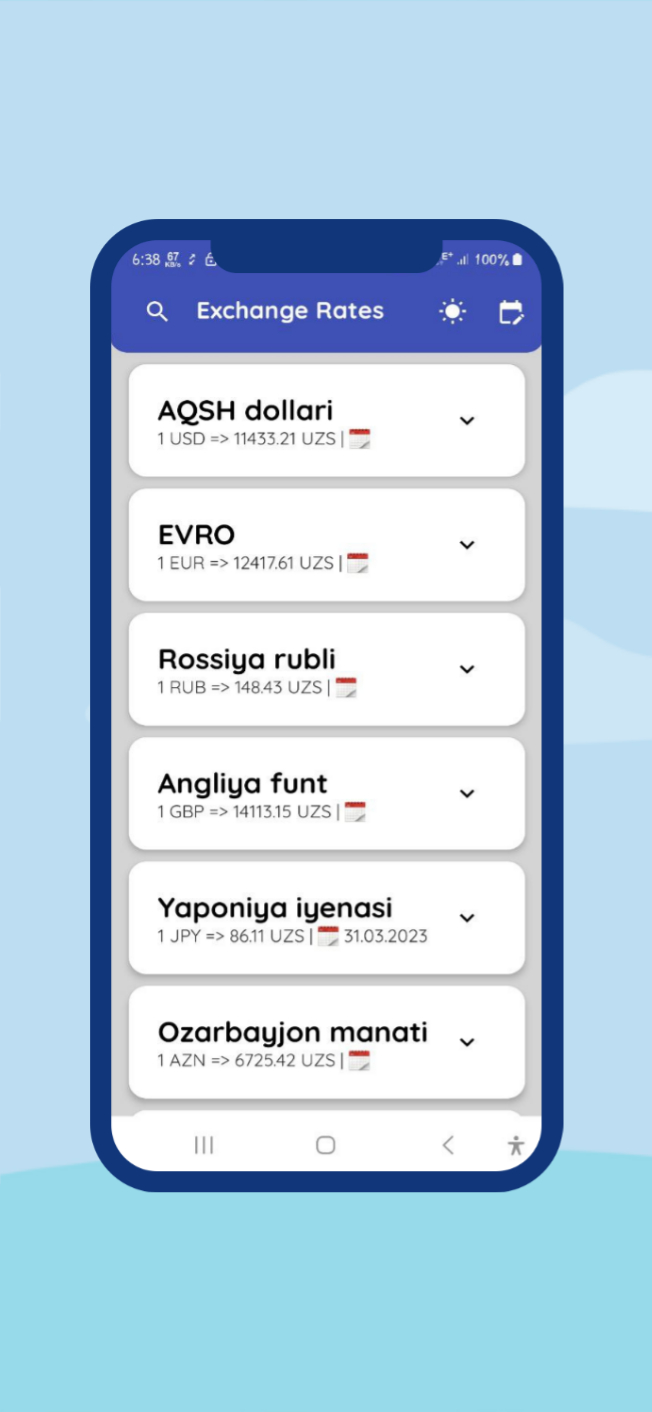 6:38 67 KB/s 100%
Exchange Rates
AQSH dollari
1 USD => 11433.21 UZS |
EVRO
1 EUR => 12417.61 UZS |
Rossiya rubli
1 RUB => 148.43 UZS |
Angliya funt
1 GBP => 14113.15 UZS |
Yaponiya iyenasi
1 JPY => 86.11 UZS | 31.03.2023
Ozarbayjon manati
1 AZN => 6725.42 UZS |